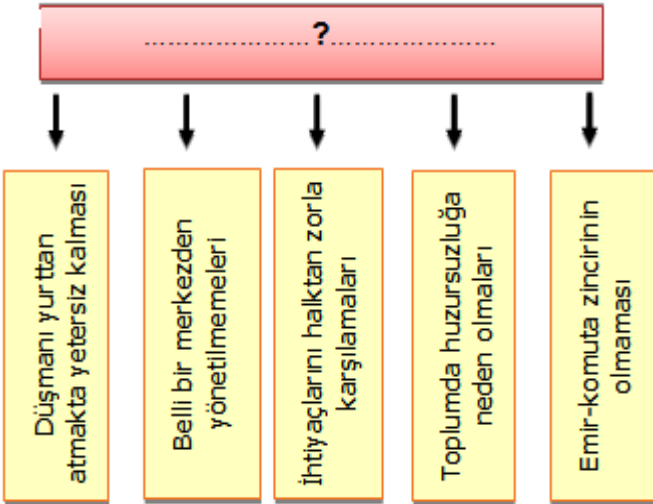 .....................?.....................
Düşmanı yurttan
atmakta yetersiz kalması
Belli bir merkezden
yönetilmemeleri
İhtiyaçlarını halktan zorla
karşılamaları
Toplumda huzursuzluğa
neden olmaları
Emir-komuta zincirinin
olmaması